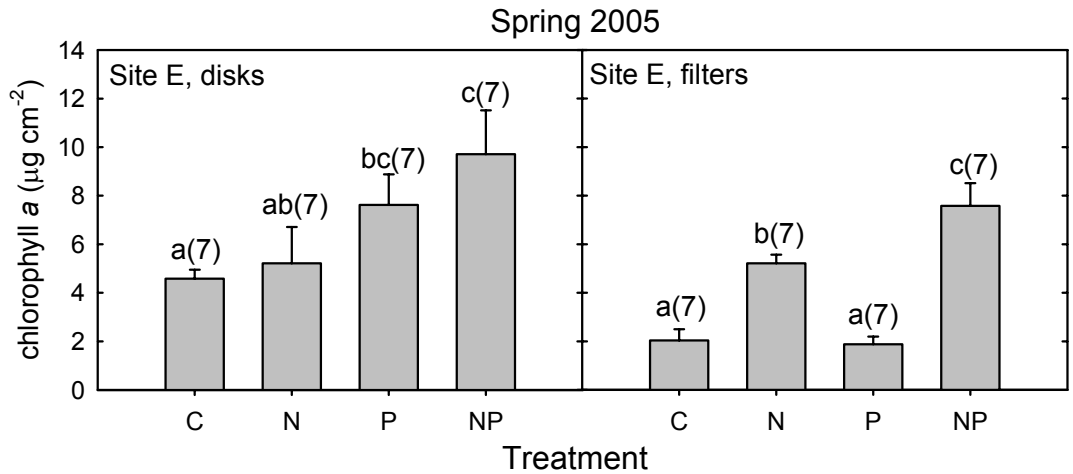 Spring 2005
chlorophyll a (μg cm-2)
14
12
10
8
6
4
2
0
Site E, disks
a(7)
ab(7)
bc(7)
c(7)
Site E, filters
a(7)
b(7)
a(7)
c(7)
C N P NP C N P NP
Treatment